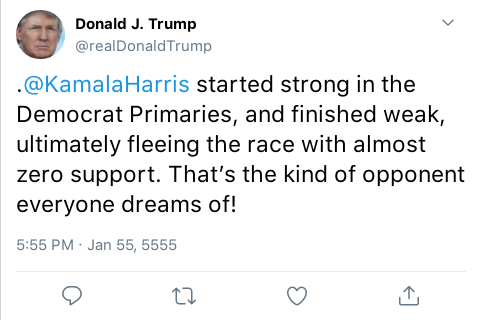 Donald J. Trump
@realDonaldTrump
.@KamalaHarris started strong in the
Democrat Primaries, and finished weak,
ultimately fleeing the race with almost
zero support. That’s the kind of opponent
everyone dreams of!
5:55 PM · Jan 55, 5555